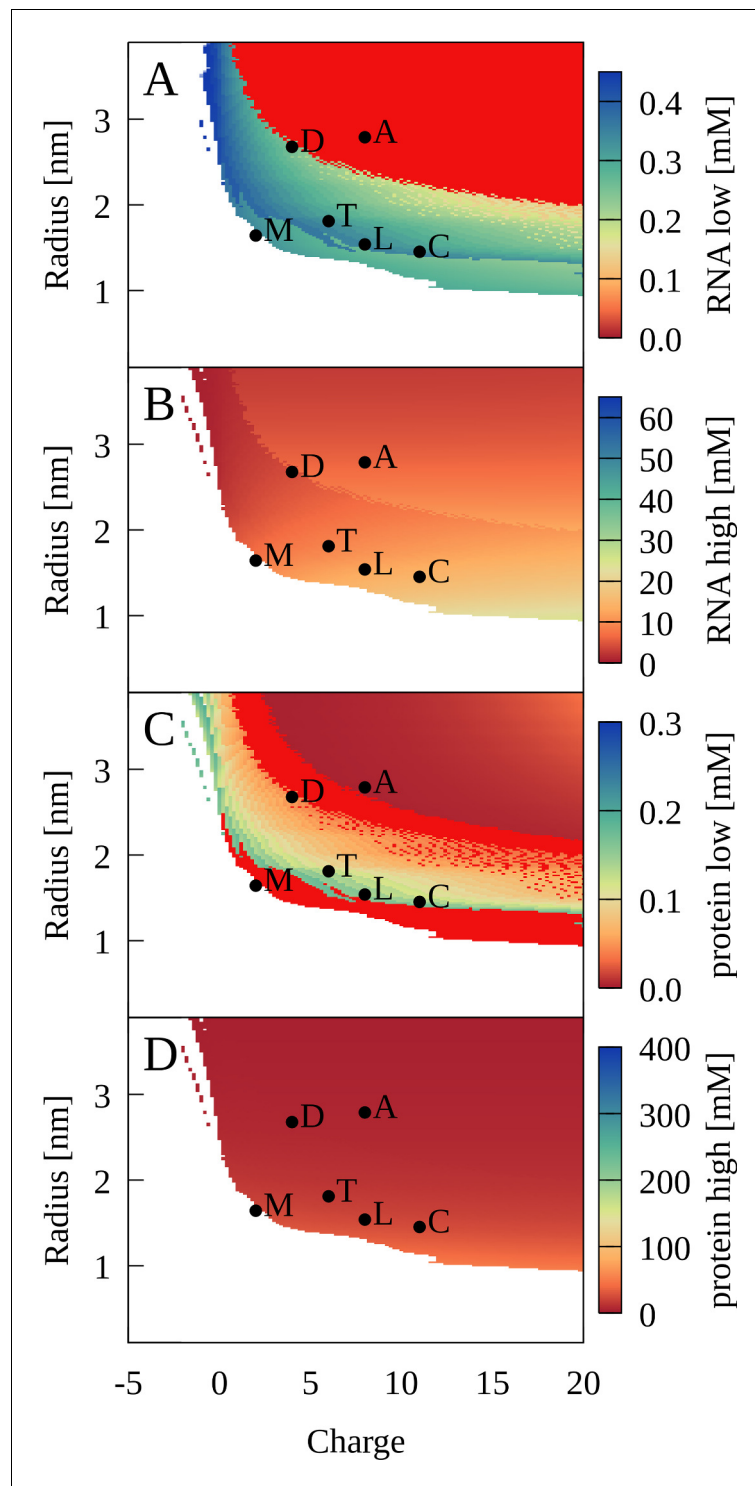 A
Radius [nm]
3
2
1
D
A
M
T
L
C
0.4
0.3
0.2
0.1
0.0
RNA low [mM]
B
Radius [nm]
3
2
1
D
A
M
T
L
C
60
50
40
30
20
10
0
RNA high [mM]
C
Radius [nm]
3
2
1
D
A
M
T
L
C
0.3
0.2
0.1
0.0
protein low [mM]
D
Radius [nm]
3
2
1
D
A
M
T
L
C
400
300
200
100
0
protein high [mM]
-5 0 5 10 15 20
Charge